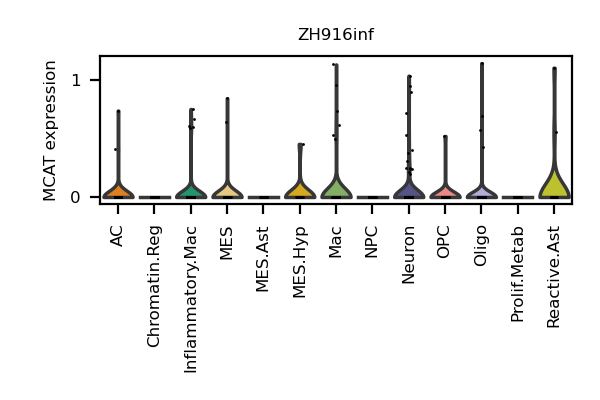 ZH916inf
MCAT expression
1
0
AC
Chromatin.Reg
Inflammatory.Mac
MES
MES.Ast
MES.Hyp
Mac
NPC
Neuron
OPC
Oligo
Prolif.Metab
Reactive.Ast